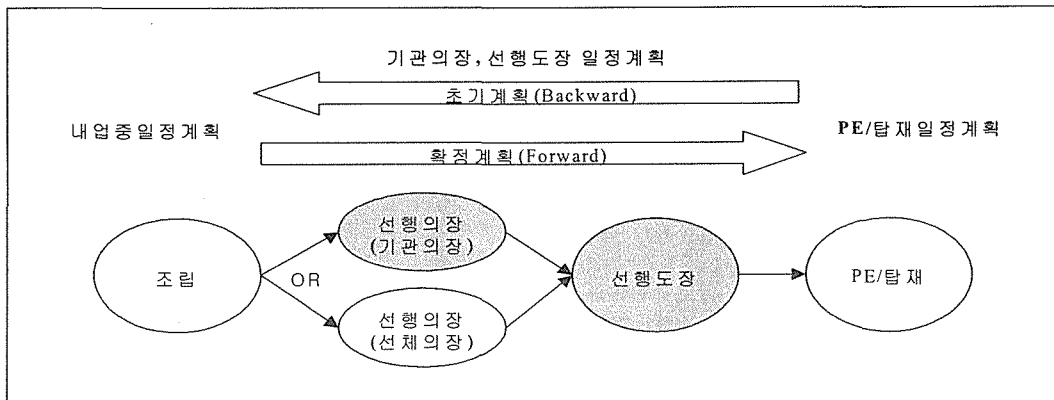 기관의장, 선행도장 일정계획
초기계획(Backward)
내업중일정계획
PE/탑재일정계획
확정계획(Forward)
선행의장
(기관의장)
조립
OR
선행도장
PE/탑재
선행의장
(선체의장)